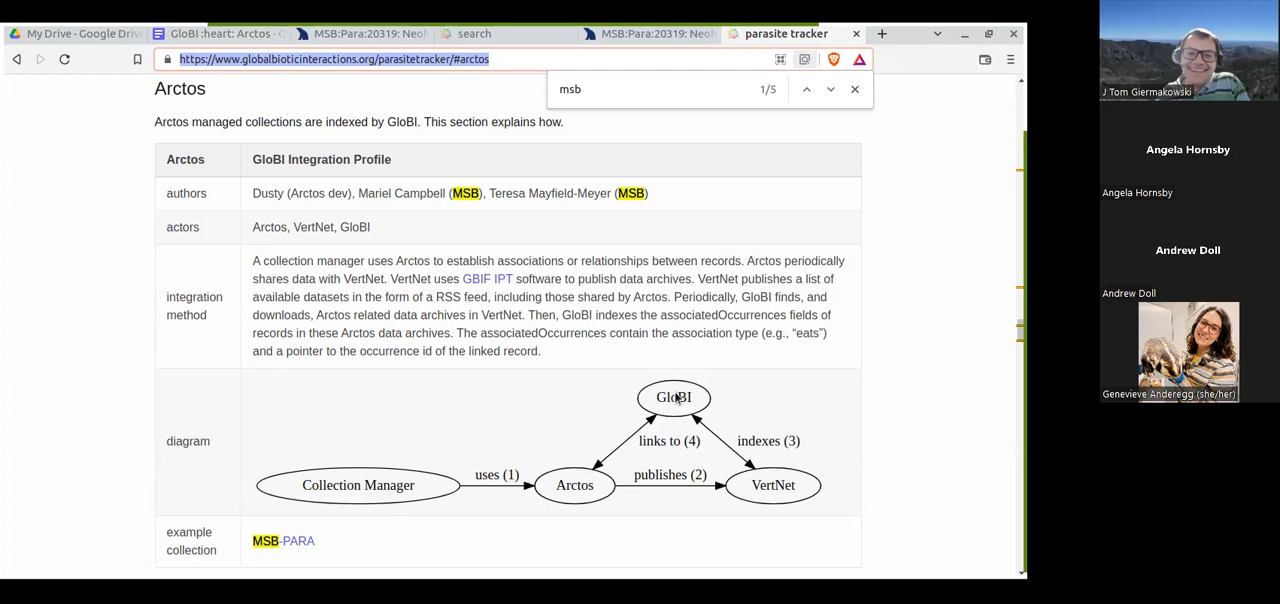 My Drive - Google Driv
GloBI :heart: Arctos - G
MSB:Para:20319: Neoh
search
MSB:Para:20319: Neoh
parasite tracker
https://www.globalbioticinteractions.org/parasitetracker/#arctos
msb
1/5
Arctos
Arctos managed collections are indexed by GloBI. This section explains how.
Arctos
GloBI Integration Profile
authors
Dusty (Arctos dev), Mariel Campbell (MSB), Teresa Mayfield-Meyer (MSB)
actors
Arctos, VertNet, GloBI
integration
method
A collection manager uses Arctos to establish associations or relationships between records. Arctos periodically
shares data with VertNet. VertNet uses GBIF IPT software to publish data archives. VertNet publishes a list of
available datasets in the form of a RSS feed, including those shared by Arctos. Periodically, GloBI finds, and
downloads, Arctos related data archives in VertNet. Then, GloBI indexes the associatedOccurrences fields of
records in these Arctos data archives. The associatedOccurrences contain the association type (e.g., “eats”)
and a pointer to the occurrence id of the linked record.
diagram
GloBI
links to (4)
indexes (3)
uses (1)
publishes (2)
Collection Manager
Arctos
VertNet
example
collection
MSB-PARA
J Tom Giermakowski
Angela Hornsby
Angela Hornsby
Andrew Doll
Andrew Doll
Genevieve Anderegg (she/her)